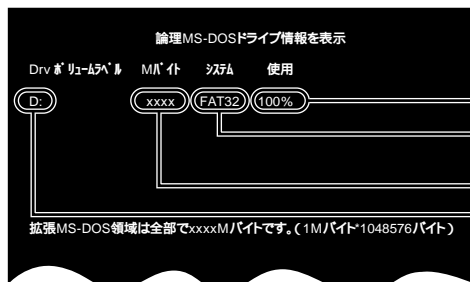 論理MS-DOSドライブ情報を表示
Drv ﾎﾞﾘｭｰﾑﾗﾍﾞﾙ Mﾊﾞｲﾄ ｼｽﾃﾑ 使用
D: xxxx FAT32 100%
拡張MS-DOS領域は全部でxxxxMバイトです。(1Mバイト*1048576バイト)